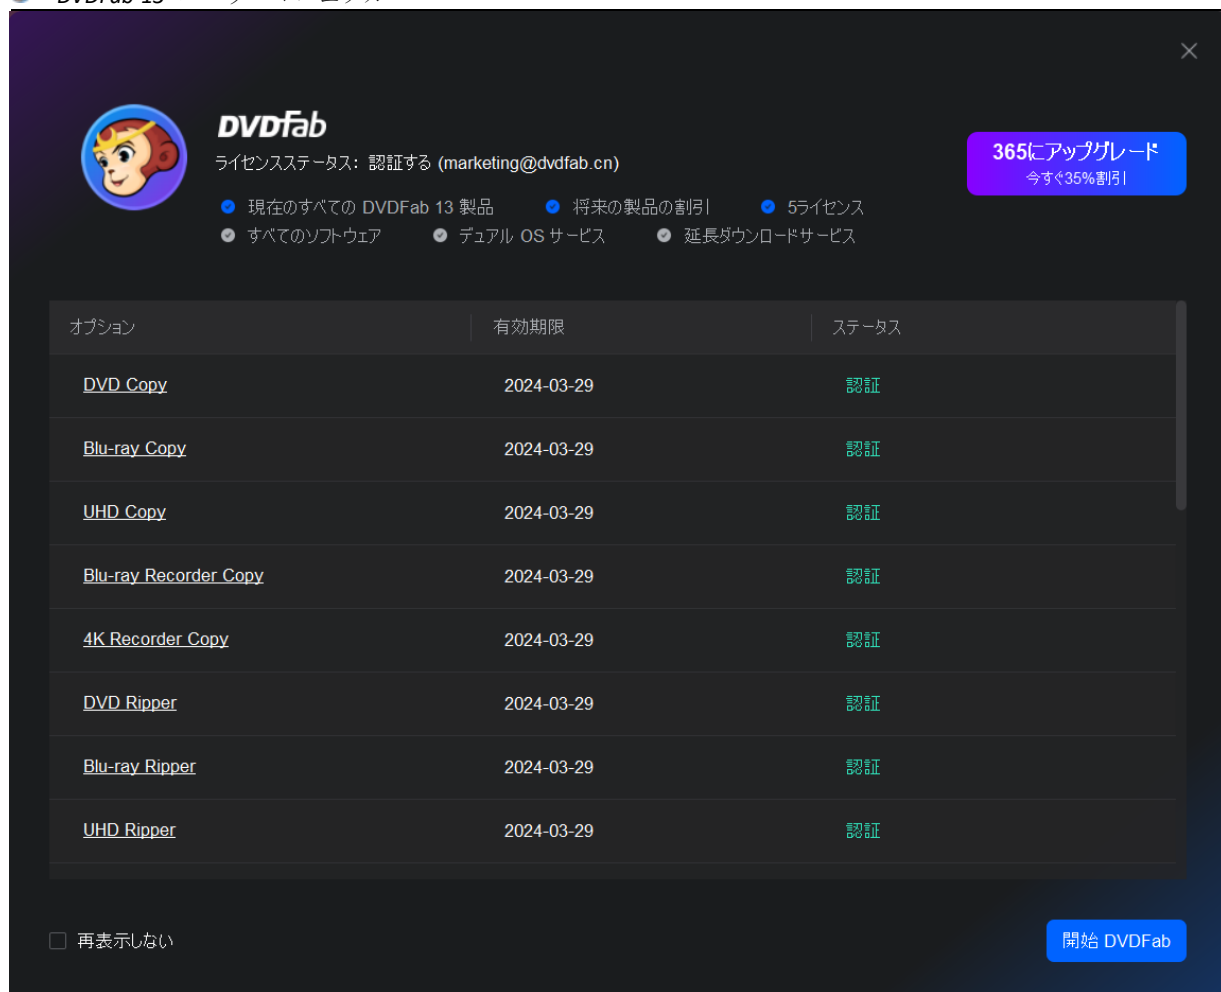 DVDFab
ライセンスステータス: 認証する (marketing@dvdfab.cn)
365にアップグレード
今すぐ35%割引
現在のすべての DVDFab 13 製品 将来の製品の割引 5ライセンス
すべてのソフトウェア デュアル OS サービス 延長ダウンロードサービス
オプション 有効期限 ステータス
DVD Copy 2024-03-29 認証
Blu-ray Copy 2024-03-29 認証
UHD Copy 2024-03-29 認証
Blu-ray Recorder Copy 2024-03-29 認証
4K Recorder Copy 2024-03-29 認証
DVD Ripper 2024-03-29 認証
Blu-ray Ripper 2024-03-29 認証
UHD Ripper 2024-03-29 認証
再表示しない 開始 DVDFab